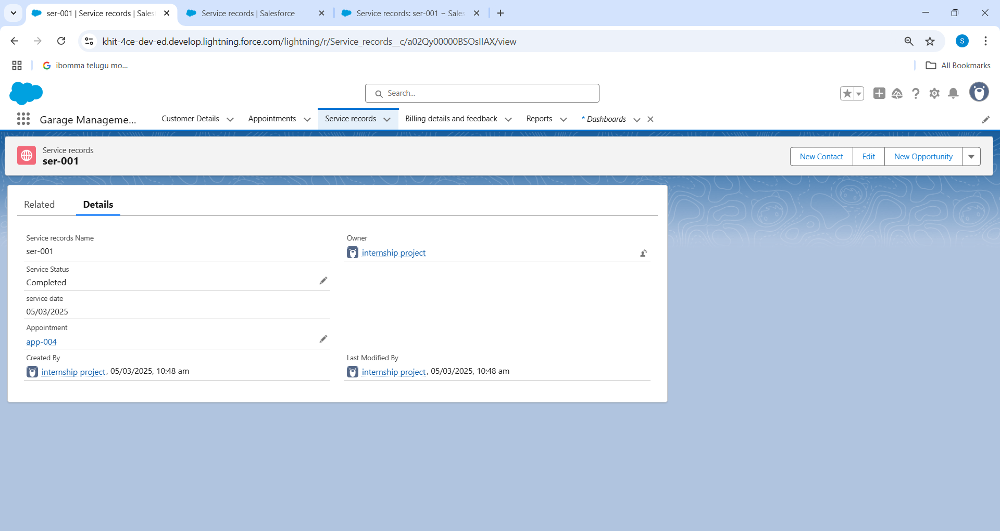 ser-001 | Service records | Sales
Service records | Salesforce
Service records: ser-001 ~ Sales
khit-4ce-dev-ed.develop.lightning.force.com/lightning/r/Service_records__c/a02Qy00000BSOsIIAX/view
S
ibomma telugu mo...
All Bookmarks
Search...
Garage Manageme...
Customer Details
Appointments
Service records
Billing details and feedback
Reports
* Dashboards
Service records
ser-001
New Contact
Edit
New Opportunity
Related
Details
Service records Name
ser-001
Owner
internship project
Service Status
Completed
service date
05/03/2025
Appointment
app-004
Created By
internship project, 05/03/2025, 10:48 am
Last Modified By
internship project, 05/03/2025, 10:48 am